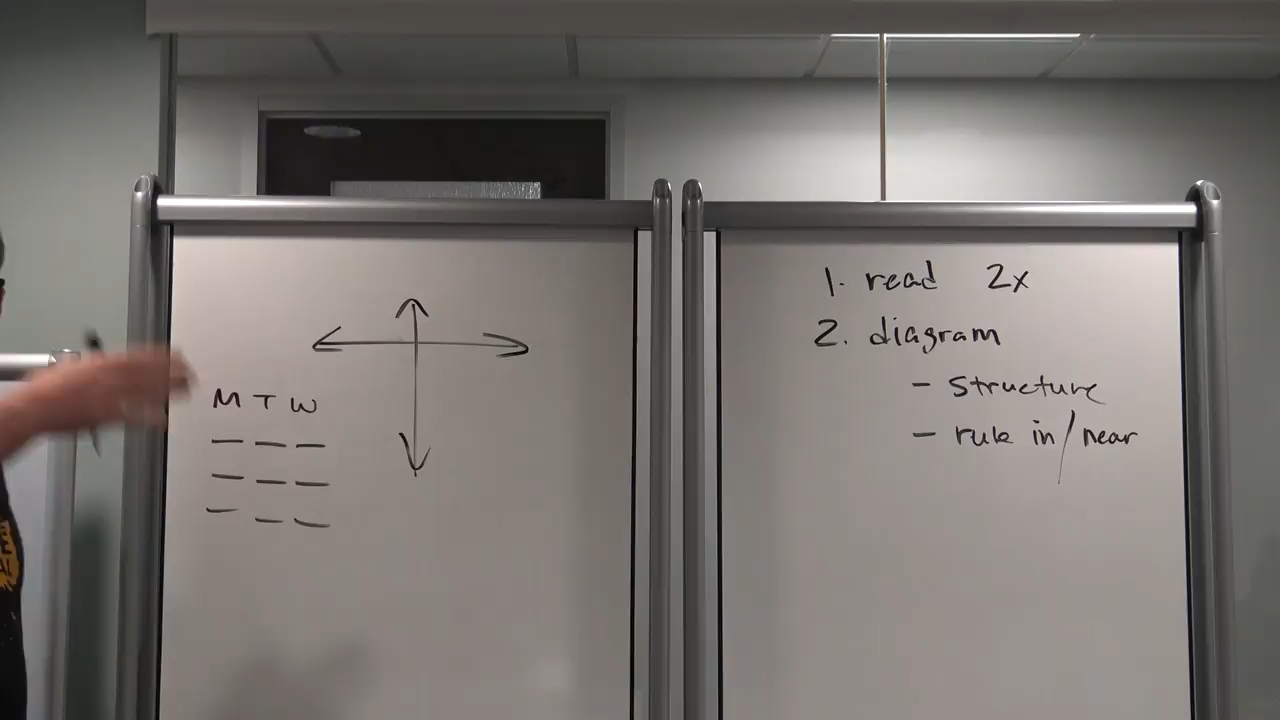 M T W
1. read 2x
2. diagram
- structure
- rule in/near